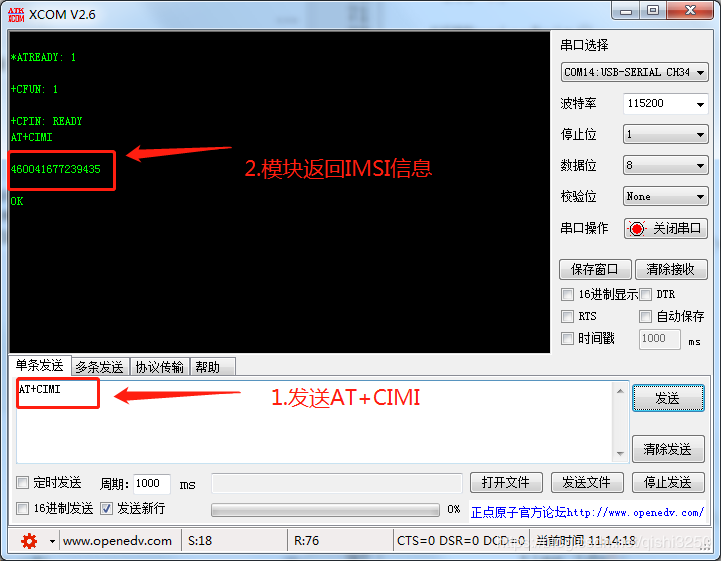 ATK XCOM
XCOM V2.6
*ATREADY: 1
+CFUN: 1
+CPIN: READY
AT+CIMI
460041677239435
OK
2.模块返回IMSI信息
串口选择
COM14:USB-SERIAL CH34
波特率 115200
停止位 1
数据位 8
校验位 None
串口操作 关闭串口
保存窗口 清除接收
16进制显示 DTR
RTS 自动保存
时间戳 1000 ms
单条发送 多条发送 协议传输 帮助
AT+CIMI
1.发送AT+CIMI
发送
清除发送
定时发送 周期: 1000 ms 打开文件 发送文件 停止发送
16进制发送 发送新行 0% 正点原子官方论坛http://www.openedv.com/
www.openedv.com S:18 R:76 CTS=0 DSR=0 DCD=0 当前时间 11:14:18